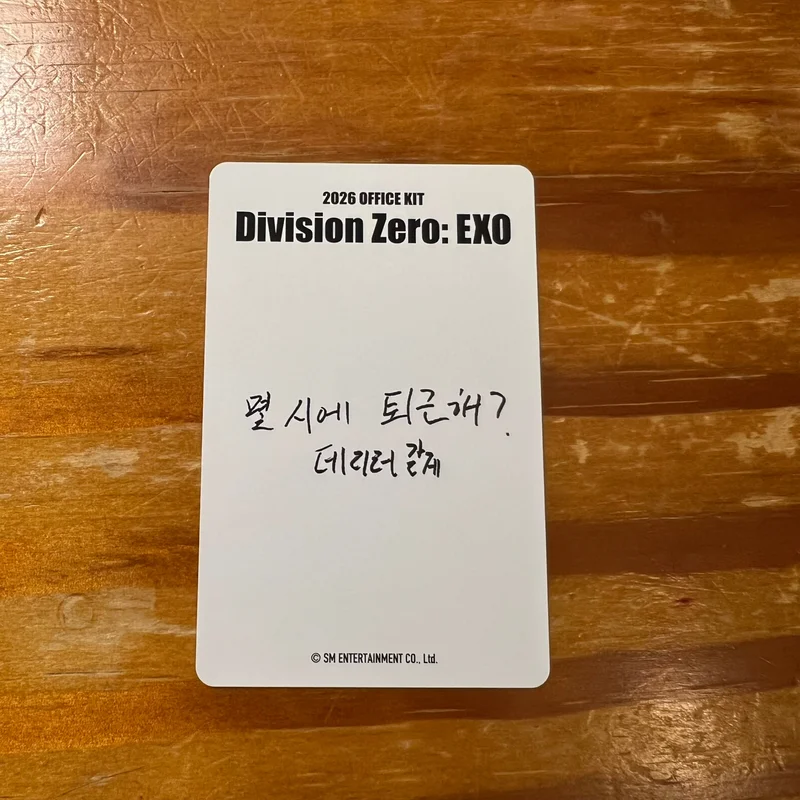 2026 OFFICE KIT
Division Zero: EXO
몇 시에 퇴근해?
데리러 갈게
© SM ENTERTAINMENT CO., Ltd.